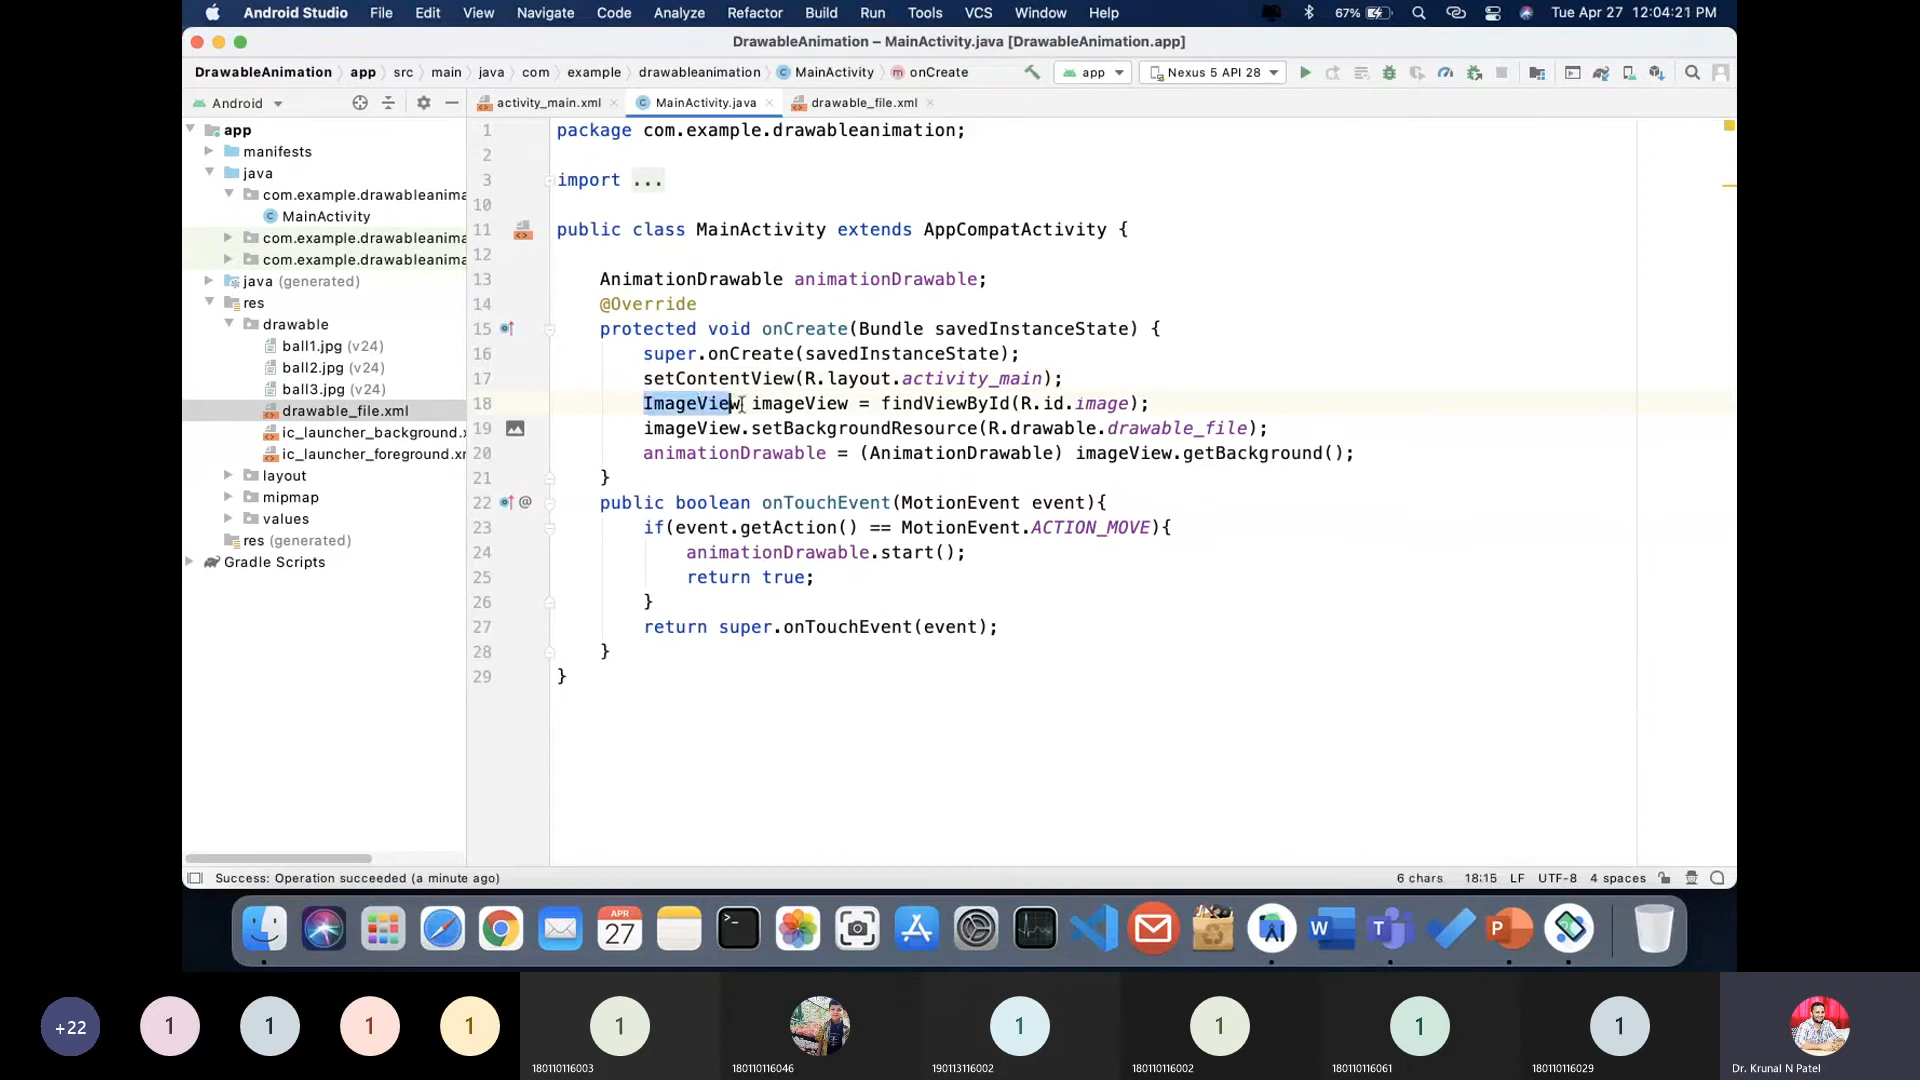 Android Studio File Edit View Navigate Code Analyze Refactor Build Run Tools VCS Window Help 67% Tue Apr 27 12:04:21 PM
DrawableAnimation – MainActivity.java [DrawableAnimation.app]
DrawableAnimation app src main java com example drawableanimation MainActivity onCreate app Nexus 5 API 28
Android activity_main.xml MainActivity.java drawable_file.xml
app
manifests
java
com.example.drawableanima
MainActivity
com.example.drawableanima
com.example.drawableanima
java (generated)
res
drawable
ball1.jpg (v24)
ball2.jpg (v24)
ball3.jpg (v24)
drawable_file.xml
ic_launcher_background.x
ic_launcher_foreground.xr
layout
mipmap
values
res (generated)
Gradle Scripts
1 package com.example.drawableanimation;
2
3 import ...
10
11 public class MainActivity extends AppCompatActivity {
12
13 AnimationDrawable animationDrawable;
14 @Override
15 protected void onCreate(Bundle savedInstanceState) {
16 super.onCreate(savedInstanceState);
17 setContentView(R.layout.activity_main);
18 ImageView imageView = findViewById(R.id.image);
19 imageView.setBackgroundResource(R.drawable.drawable_file);
20 animationDrawable = (AnimationDrawable) imageView.getBackground();
21 }
22 @ public boolean onTouchEvent(MotionEvent event){
23 if(event.getAction() == MotionEvent.ACTION_MOVE){
24 animationDrawable.start();
25 return true;
26 }
27 return super.onTouchEvent(event);
28 }
29 }
Success: Operation succeeded (a minute ago) 6 chars 18:15 LF UTF-8 4 spaces
APR
27
W
P
+22 1 1 1 1 1 1 1 1 1
180110116003 180110116046 190113116002 180110116002 180110116061 180110116029 Dr. Krunal N Patel